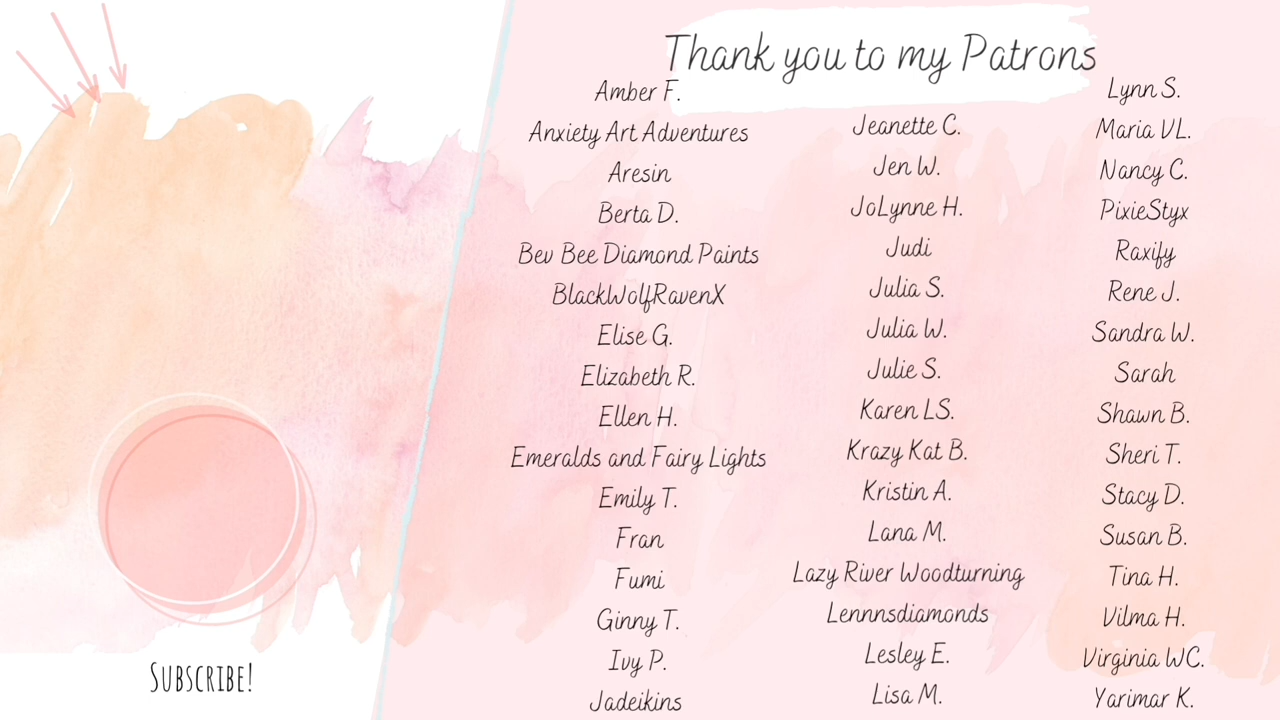 Thank you to my Patrons
Amber F.
Anxiety Art Adventures
Aresin
Berta D.
Bev Bee Diamond Paints
BlackWolfRavenX
Elise G.
Elizabeth R.
Ellen H.
Emeralds and Fairy Lights
Emily T.
Fran
Fumi
Ginny T.
Ivy P.
Jadeikins
Jeanette C.
Jen W.
JoLynne H.
Judi
Julia S.
Julia W.
Julie S.
Karen LS.
Krazy Kat B.
Kristin A.
Lana M.
Lazy River Woodturning
Lennnsdiamonds
Lesley E.
Lisa M.
Lynn S.
Maria VL.
Nancy C.
PixieStyx
Raxify
Rene J.
Sandra W.
Sarah
Shawn B.
Sheri T.
Stacy D.
Susan B.
Tina H.
Vilma H.
Virginia WC.
Yarimar K.
Subscribe!